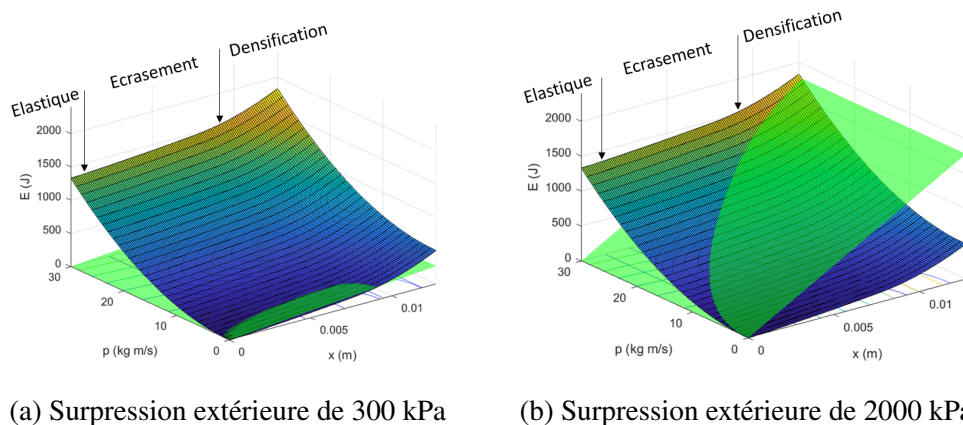 Elastique
Ecrasement
Densification
2000
1500
1000
500
0
E (J)
30
20
10
0
p (kg m/s)
0
0.005
0.01
x (m)
Elastique
Ecrasement
Densification
2000
1500
1000
500
0
E (J)
30
20
10
0
p (kg m/s)
0
0.005
0.01
x (m)
(a) Surpression extérieure de 300 kPa
(b) Surpression extérieure de 2000 kPa